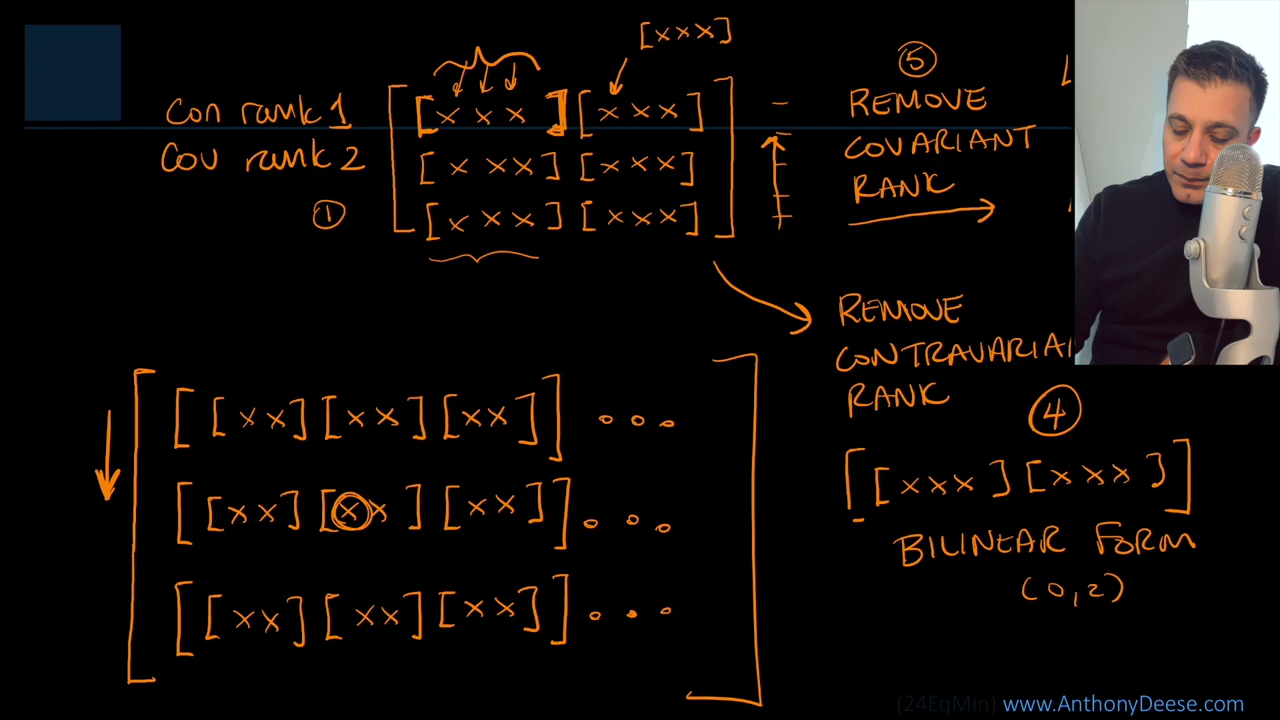 [xxx]
Con rank 1
Cov rank 2
①
[ [x x x] [x x x]
[x x x] [x x x]
[x x x] [x x x] ]
⑤
REMOVE
COVARIANT
RANK
REMOVE
RANK
④
[[xxx][xxx]]
BILINEAR FORM
(0,2)
[ [[xx][xx][xx]] ...
[[xx][xx][xx]] ...
[[xx][xx][xx]] ... ]
(24EqMin) www.AnthonyDeese.com